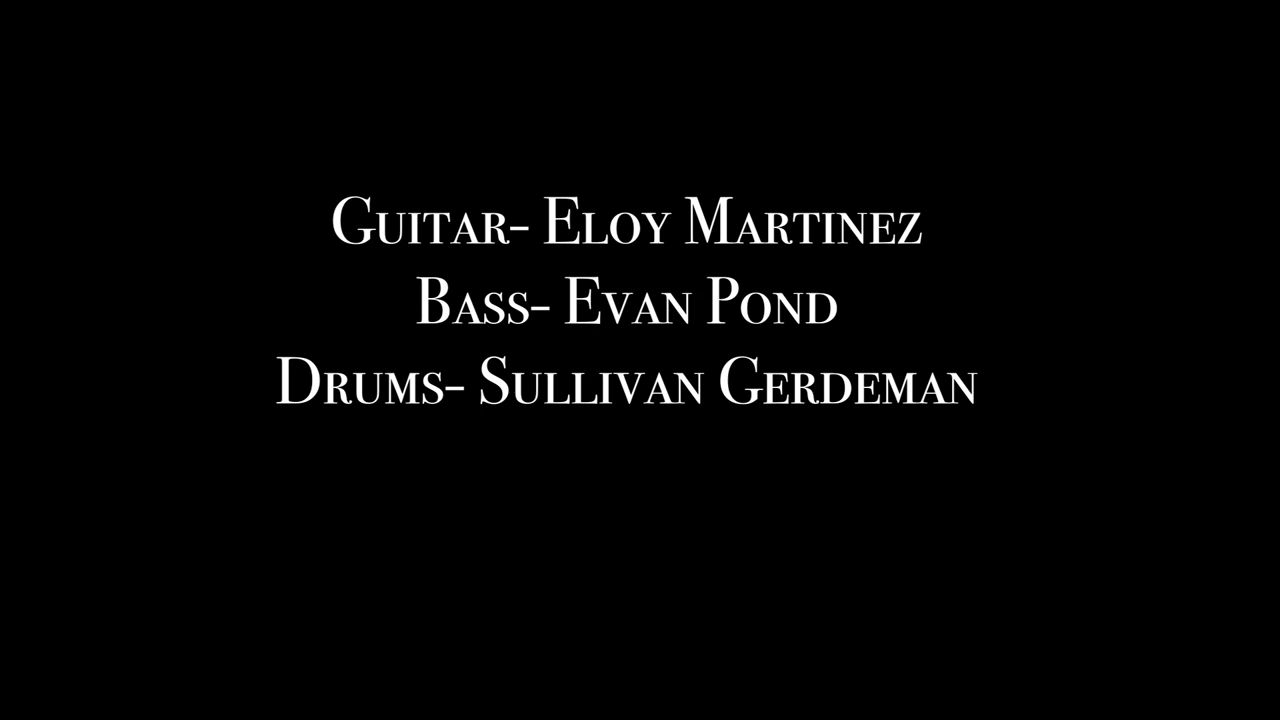 Guitar- Eloy Martinez
Bass- Evan Pond
Drums- Sullivan Gerdeman